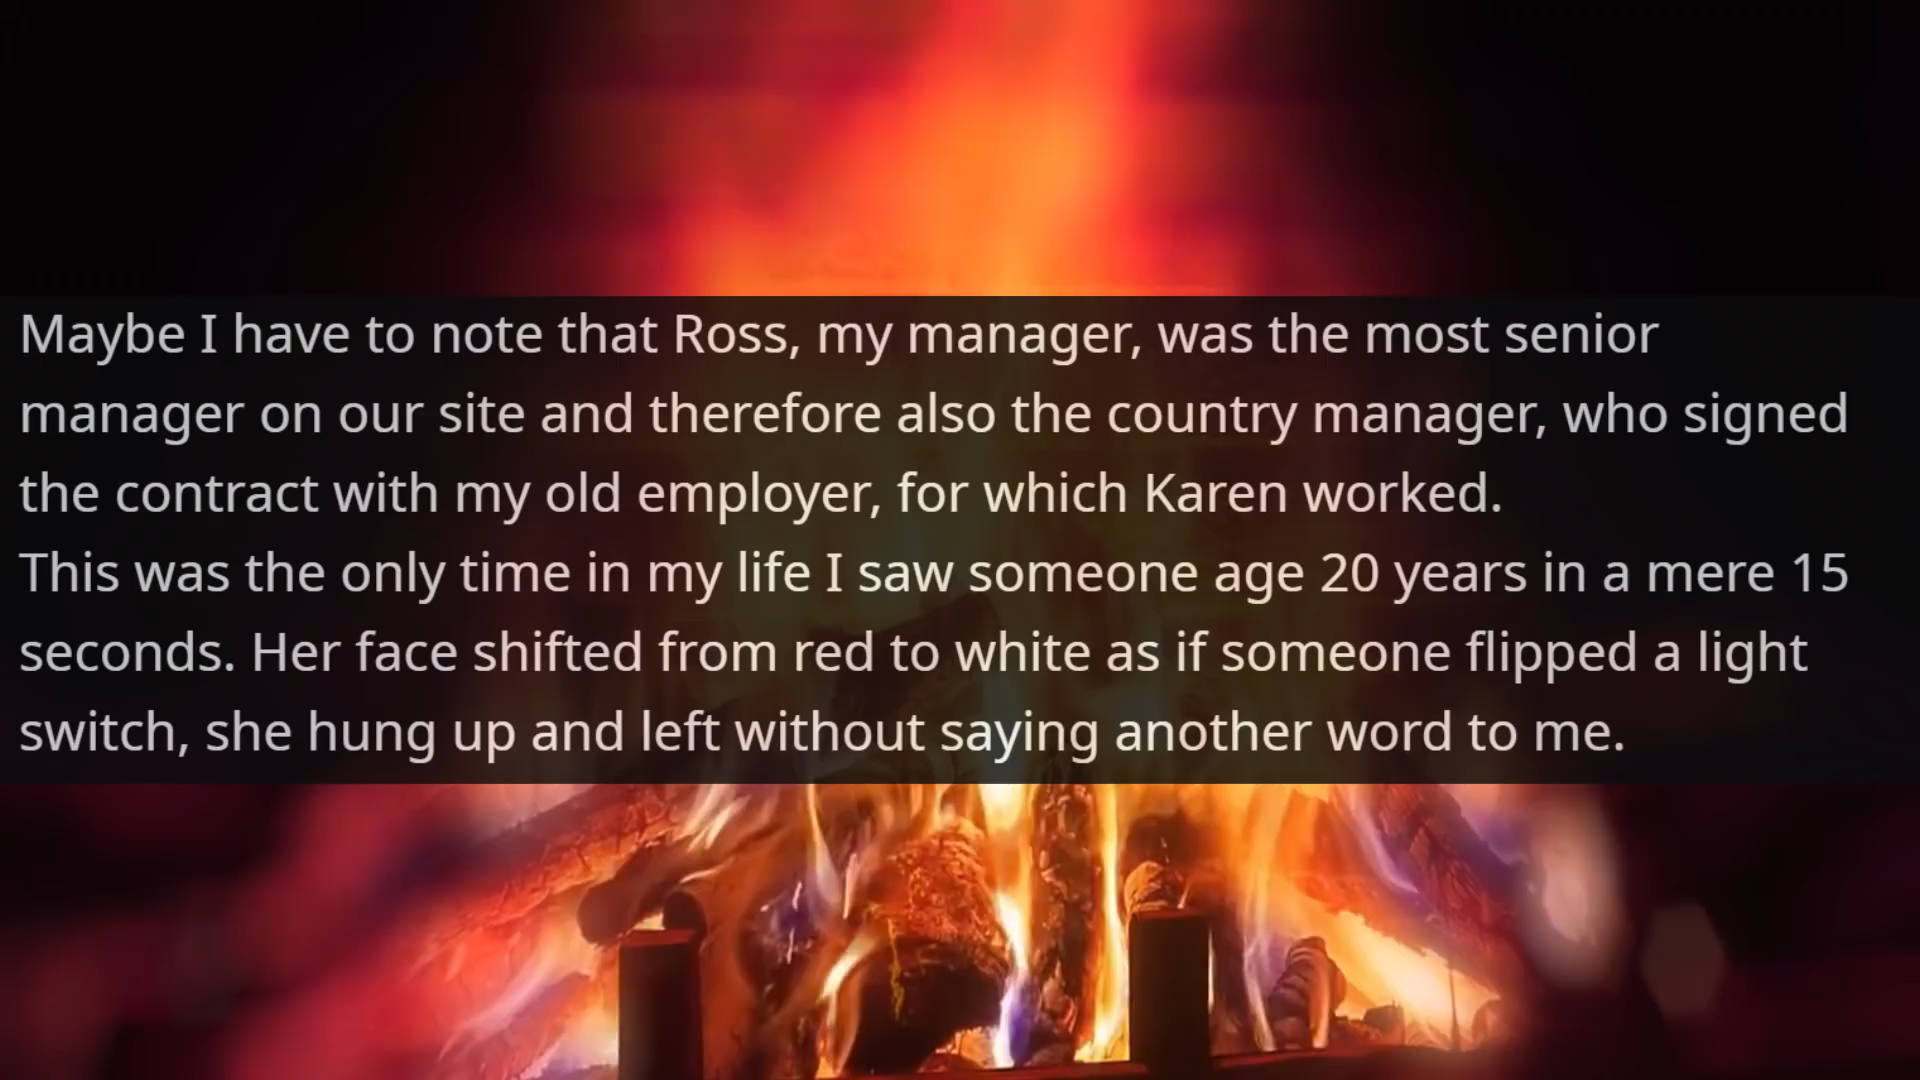 Maybe I have to note that Ross, my manager, was the most senior
manager on our site and therefore also the country manager, who signed
the contract with my old employer, for which Karen worked.
This was the only time in my life I saw someone age 20 years in a mere 15
seconds. Her face shifted from red to white as if someone flipped a light
switch, she hung up and left without saying another word to me.